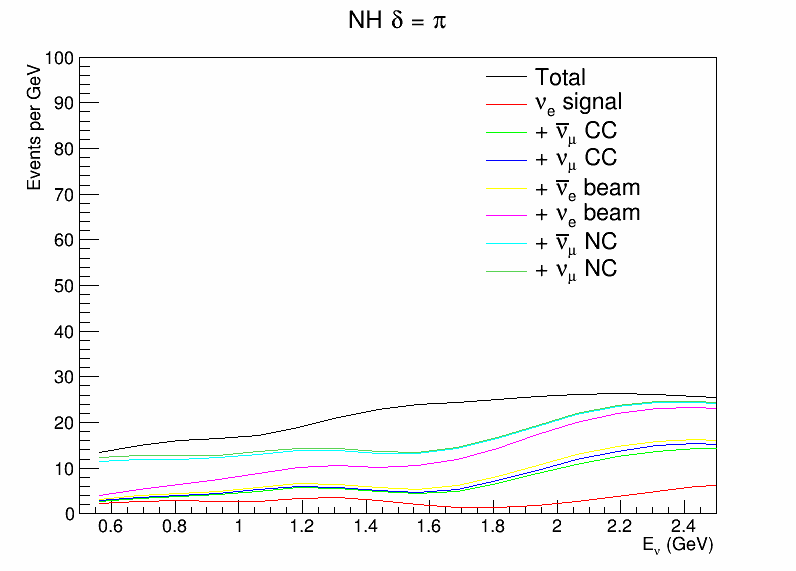 NH δ = π
Events per GeV
100
90
80
70
60
50
40
30
20
10
0
Total
νe signal
+ ν̅μ CC
+ νμ CC
+ ν̅e beam
+ νe beam
+ ν̅μ NC
+ νμ NC
0.6 0.8 1 1.2 1.4 1.6 1.8 2 2.2 2.4
Eν (GeV)